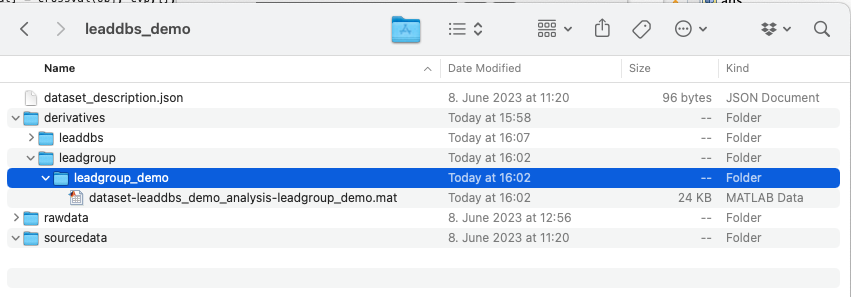 leaddbs_demo
Name Date Modified Size Kind
dataset_description.json 8. June 2023 at 11:20 96 bytes JSON Document
derivatives Today at 15:58 -- Folder
leaddbs Today at 16:07 -- Folder
leadgroup Today at 16:02 -- Folder
leadgroup_demo Today at 16:02 -- Folder
dataset-leaddbs_demo_analysis-leadgroup_demo.mat Today at 16:02 24 KB MATLAB Data
rawdata 8. June 2023 at 12:56 -- Folder
sourcedata 8. June 2023 at 11:20 -- Folder